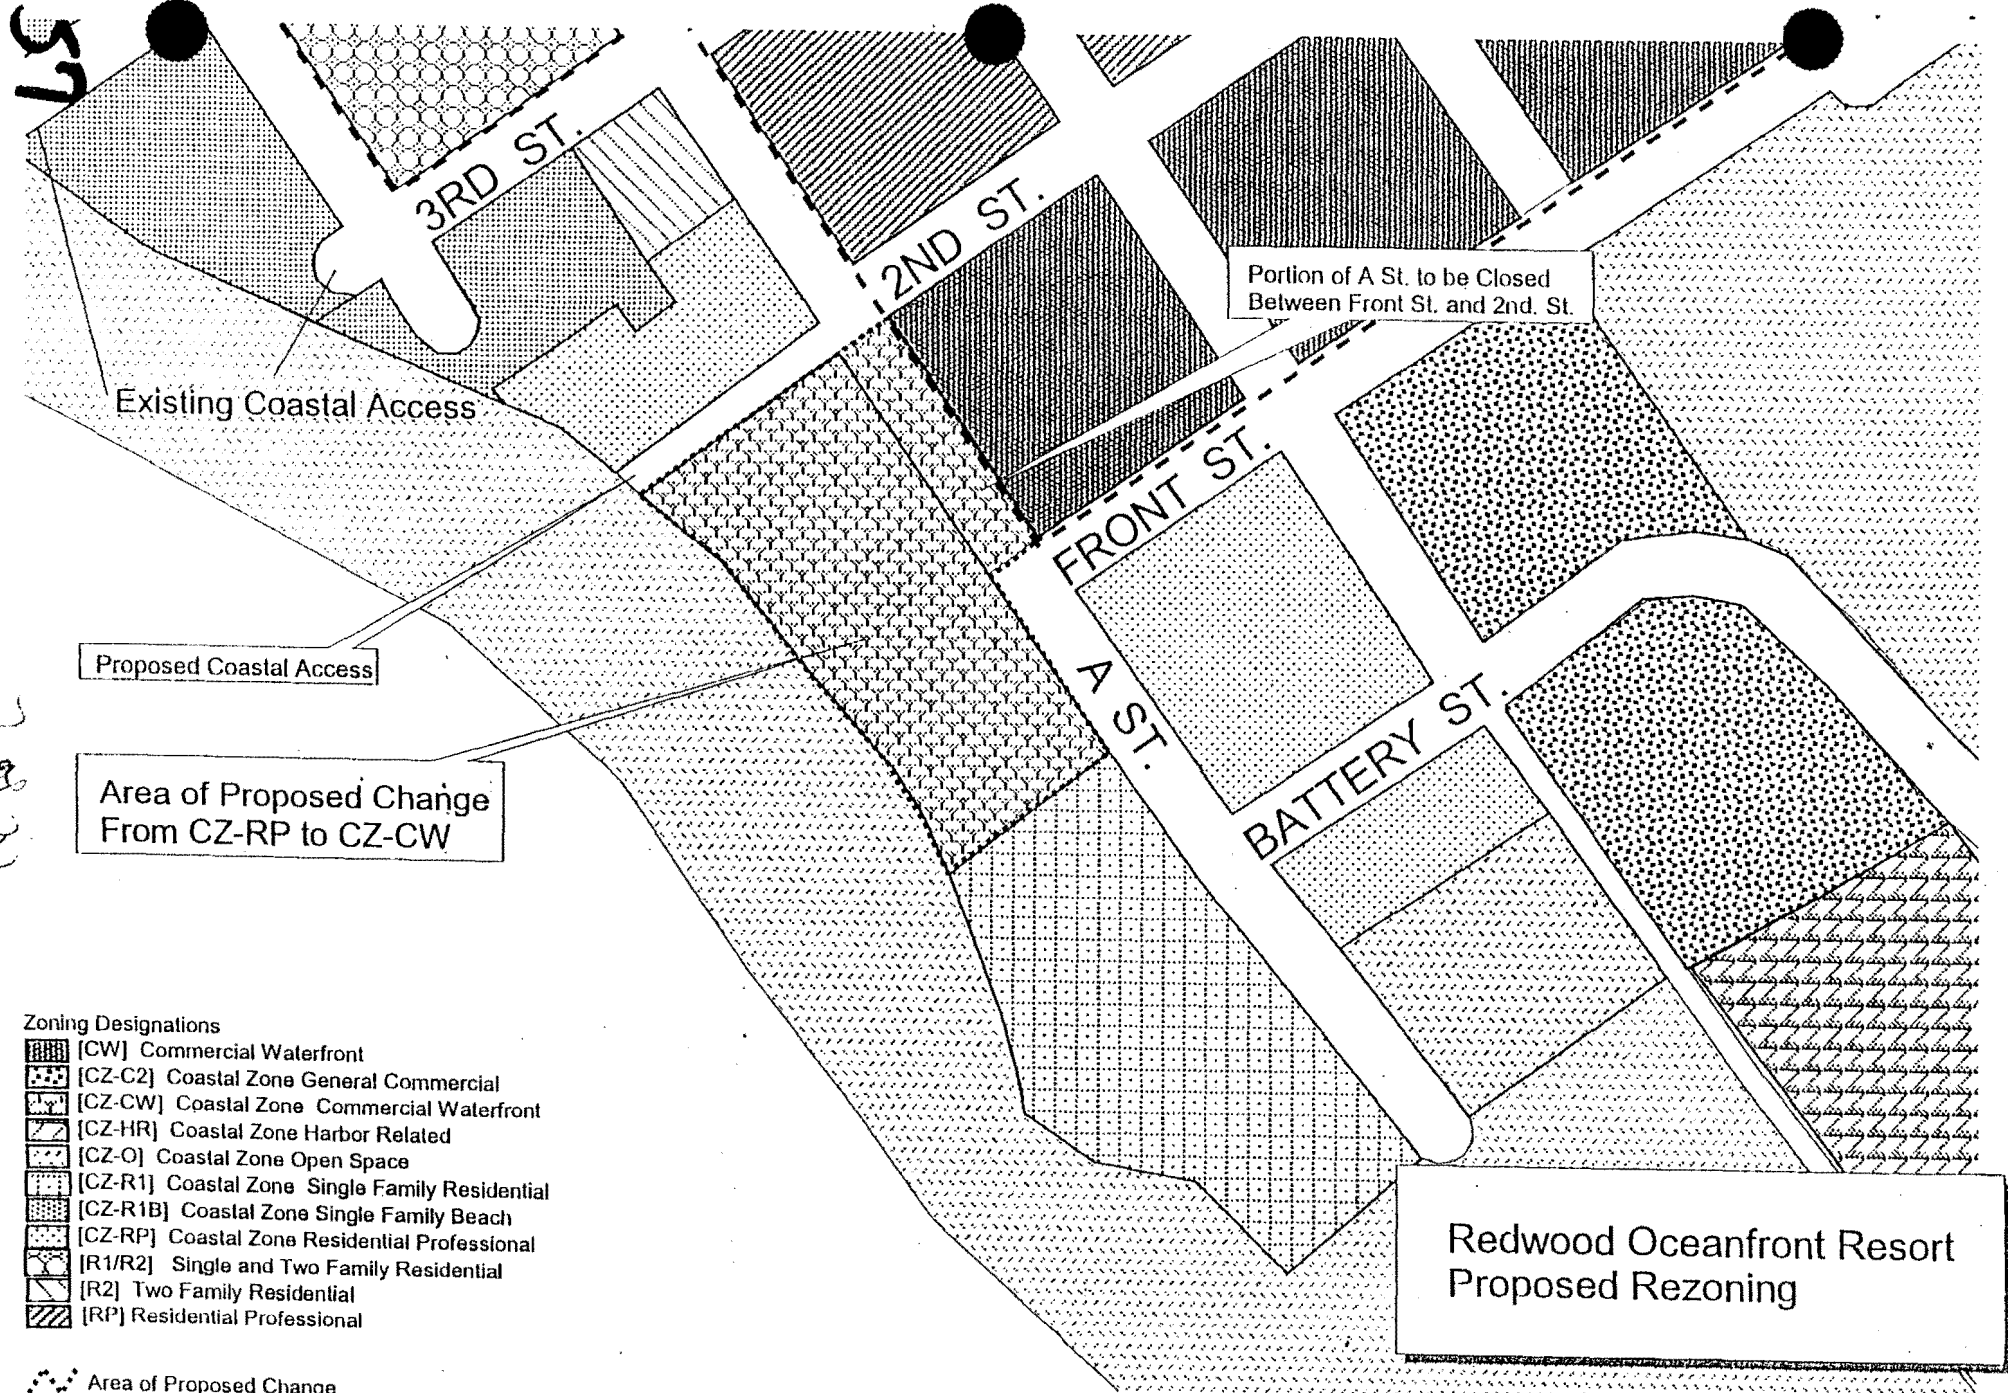 57
3RD ST.
2ND ST.
Portion of A St. to be Closed
Between Front St. and 2nd. St.
Existing Coastal Access
FRONT ST.
Proposed Coastal Access
A ST.
BATTERY ST.
Area of Proposed Change
From CZ-RP to CZ-CW
Zoning Designations
[CW] Commercial Waterfront
[CZ-C2] Coastal Zone General Commercial
[CZ-CW] Coastal Zone Commercial Waterfront
[CZ-HR] Coastal Zone Harbor Related
[CZ-O] Coastal Zone Open Space
[CZ-R1] Coastal Zone Single Family Residential
[CZ-R1B] Coastal Zone Single Family Beach
[CZ-RP] Coastal Zone Residential Professional
[R1/R2] Single and Two Family Residential
[R2] Two Family Residential
[RP] Residential Professional
Area of Proposed Change
Redwood Oceanfront Resort
Proposed Rezoning